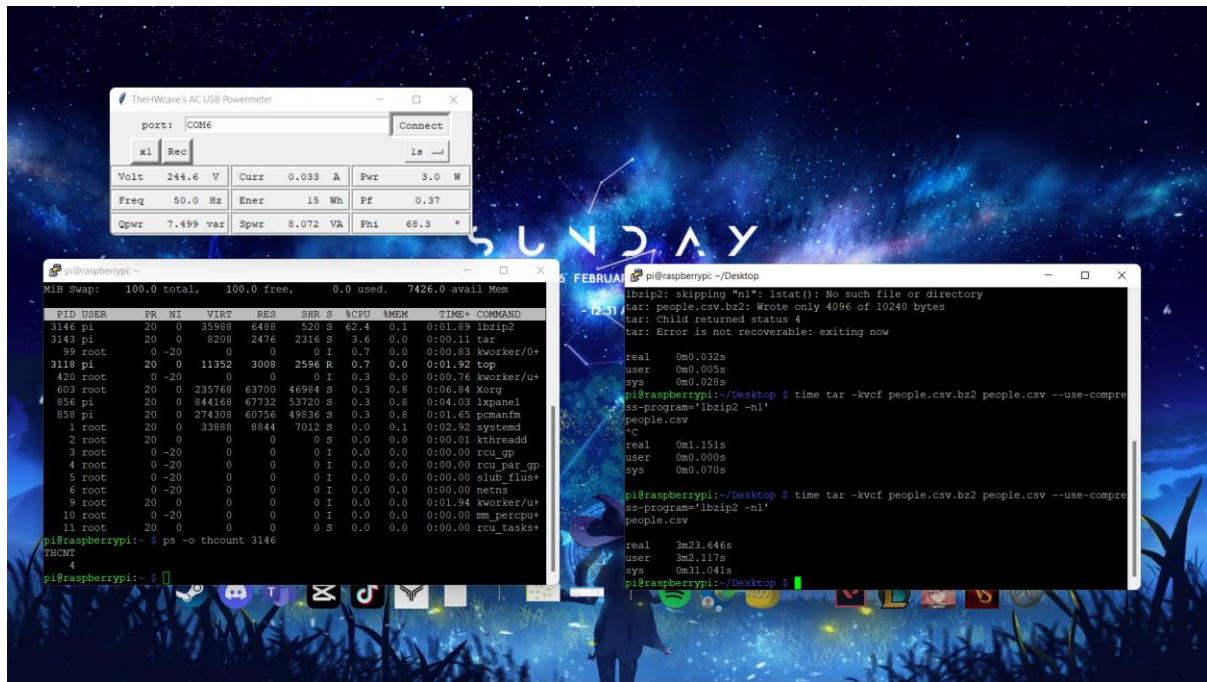 TheHWcave's AC USB Powermeter
port: COM6 Connect
x1 Rec 1s
Volt 244.6 V Curr 0.033 A Pwr 3.0 W
Freq 50.0 Hz Ener 15 Wh Pf 0.37
Qpwr 7.499 var Spwr 8.072 VA Phi 68.3 °
SUNDAY
FEBRUAR
- 12:31
pi@raspberrypi: ~
MiB Swap: 100.0 total, 100.0 free, 0.0 used. 7426.0 avail Mem
PID USER PR NI VIRT RES SHR S %CPU %MEM TIME+ COMMAND
3146 pi 20 0 35988 6488 520 S 62.4 0.1 0:01.89 lbzip2
3143 pi 20 0 8208 2476 2316 S 3.6 0.0 0:00.11 tar
99 root 0 -20 0 0 0 I 0.7 0.0 0:00.83 kworker/0+
3118 pi 20 0 11352 3008 2596 R 0.7 0.0 0:01.92 top
420 root 0 -20 0 0 0 I 0.3 0.0 0:00.76 kworker/u+
603 root 20 0 235768 63700 46984 S 0.3 0.8 0:06.84 Xorg
856 pi 20 0 844168 67732 53720 S 0.3 0.8 0:04.03 lxpanel
858 pi 20 0 274308 60756 49836 S 0.3 0.8 0:01.65 pcmanfm
1 root 20 0 33888 8844 7012 S 0.0 0.1 0:02.92 systemd
2 root 20 0 0 0 0 S 0.0 0.0 0:00.01 kthreadd
3 root 0 -20 0 0 0 I 0.0 0.0 0:00.00 rcu_gp
4 root 0 -20 0 0 0 I 0.0 0.0 0:00.00 rcu_par_gp
5 root 0 -20 0 0 0 I 0.0 0.0 0:00.00 slub_flus+
6 root 0 -20 0 0 0 I 0.0 0.0 0:00.00 netns
9 root 20 0 0 0 0 I 0.0 0.0 0:01.94 kworker/u+
10 root 0 -20 0 0 0 I 0.0 0.0 0:00.00 mm_percpu+
11 root 20 0 0 0 0 S 0.0 0.0 0:00.00 rcu_tasks+
pi@raspberrypi:~ $ ps -o thcount 3146
THCNT
4
pi@raspberrypi:~ $
pi@raspberrypi: ~/Desktop
lbzip2: skipping "n1": lstat(): No such file or directory
tar: people.csv.bz2: Wrote only 4096 of 10240 bytes
tar: Child returned status 4
tar: Error is not recoverable: exiting now
real 0m0.032s
user 0m0.005s
sys 0m0.028s
pi@raspberrypi:~/Desktop $ time tar -kvcf people.csv.bz2 people.csv --use-compre
ss-program='lbzip2 -n1'
people.csv
^C
real 0m1.151s
user 0m0.000s
sys 0m0.070s
pi@raspberrypi:~/Desktop $ time tar -kvcf people.csv.bz2 people.csv --use-compre
ss-program='lbzip2 -n1'
people.csv
real 3m23.646s
user 3m2.117s
sys 0m31.041s
pi@raspberrypi:~/Desktop $